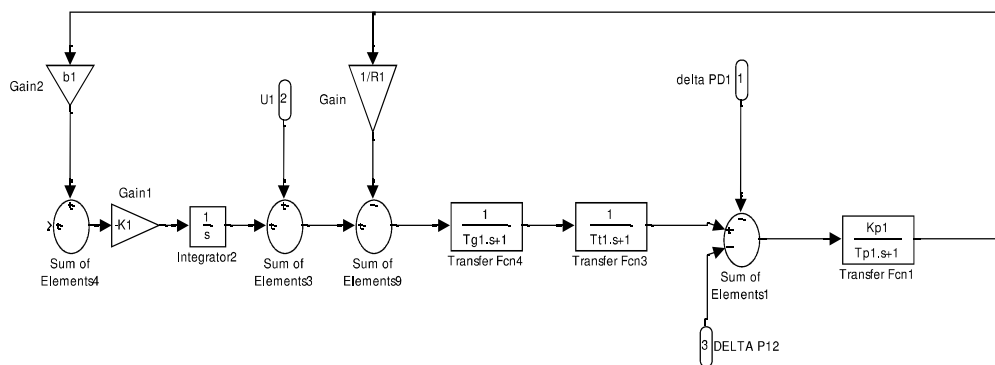 b1
Gain2
1/R1
Gain
U1 2
delta PD1 1
+
+
-
-
Gain1
+
+
-K1
1
s
+
+
+
1
Tg1.s+1
1
Tt1.s+1
+
-
Kp1
Tp1.s+1
Sum of
Elements4
Integrator2
Sum of
Elements3
Sum of
Elements9
Transfer Fcn4
Transfer Fcn3
Sum of
Elements1
Transfer Fcn1
3 DELTA P12